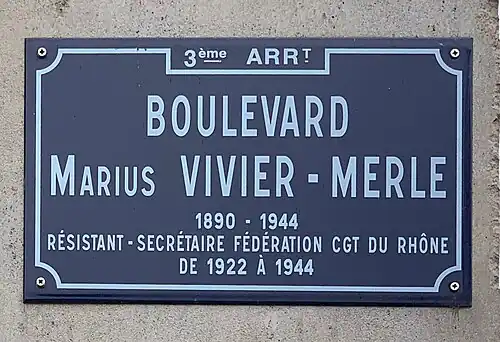 3ème ARRT
BOULEVARD
MARIUS VIVIER - MERLE
1890 - 1944
RÉSISTANT - SECRÉTAIRE FÉDÉRATION CGT DU RHÔNE
DE 1922 À 1944